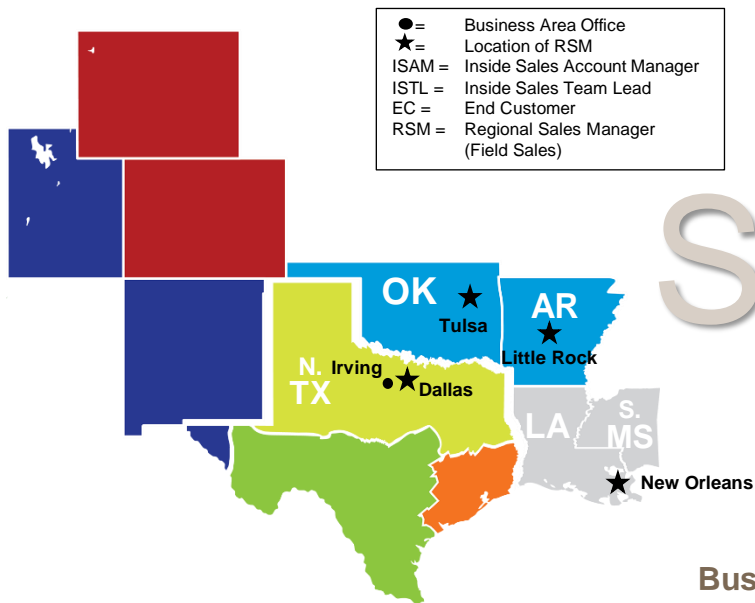 ●= Business Area Office
★= Location of RSM
ISAM = Inside Sales Account Manager
ISTL = Inside Sales Team Lead
EC = End Customer
RSM = Regional Sales Manager
(Field Sales)
S
OK
Tulsa
AR
Little Rock
N.
TX
Irving
Dallas
LA
S.
MS
New Orleans
Bus